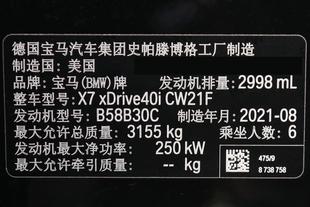 德国宝马汽车集团史帕滕博格工厂制造
制造国: 美国
品牌: 宝马(BMW)牌 发动机排量: 2998 mL
整车型号: X7 xDrive40i CW21F
发动机型号: B58B30C 制造年月: 2021-08
最大允许总质量: 3155 kg 乘坐人数: 6
发动机最大净功率: 250 kW
最大允许牵引质量: -- kg
475/9
8 738 758